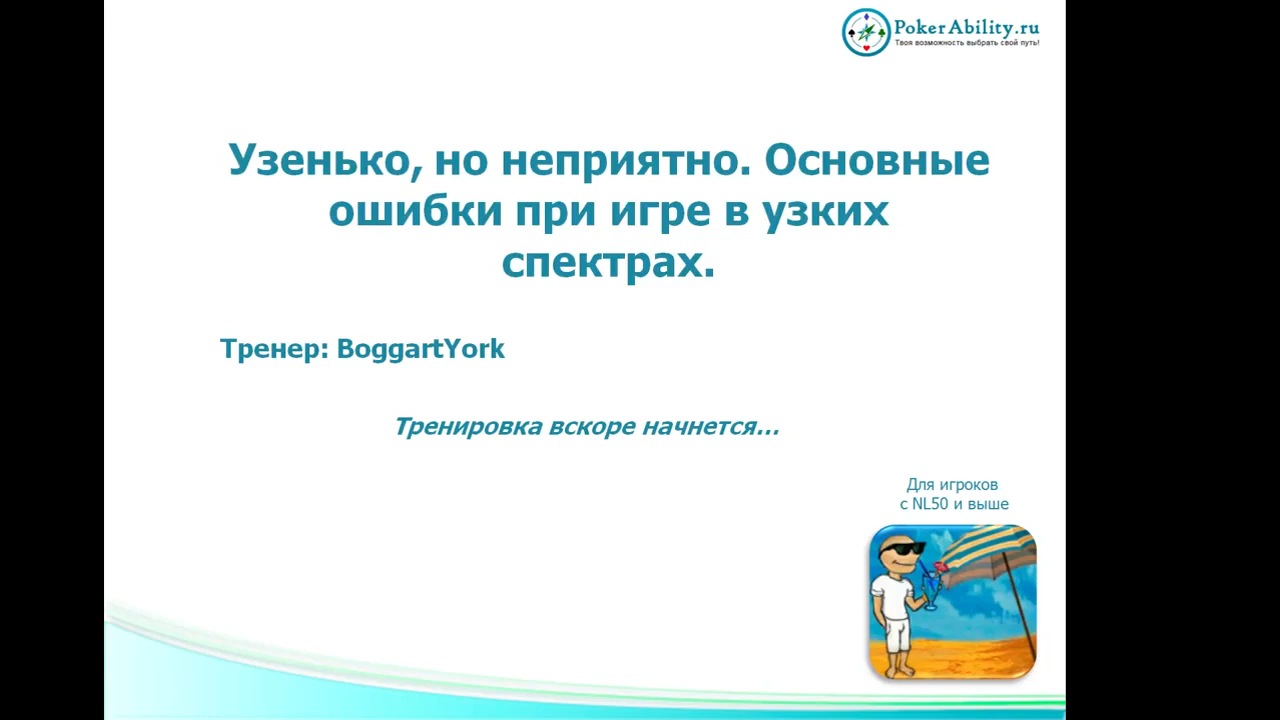 PokerAbility.ru
Твоя возможность выбрать свой путь!
Узенько, но неприятно. Основные
ошибки при игре в узких
спектрах.
Тренер: BoggartYork
Тренировка вскоре начнется...
Для игроков
с NL50 и выше